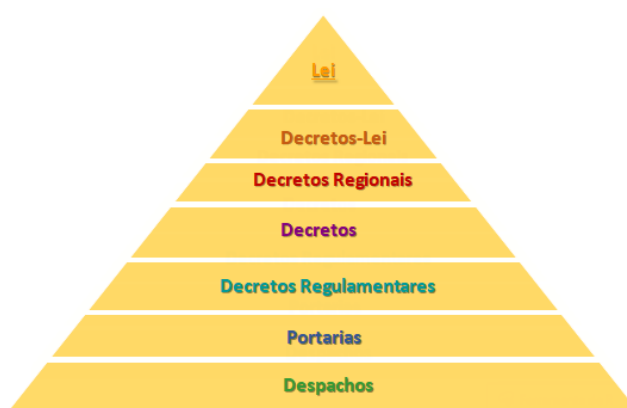 Lei
Decretos-Lei
Decretos Regionais
Decretos
Decretos Regulamentares
Portarias
Despachos